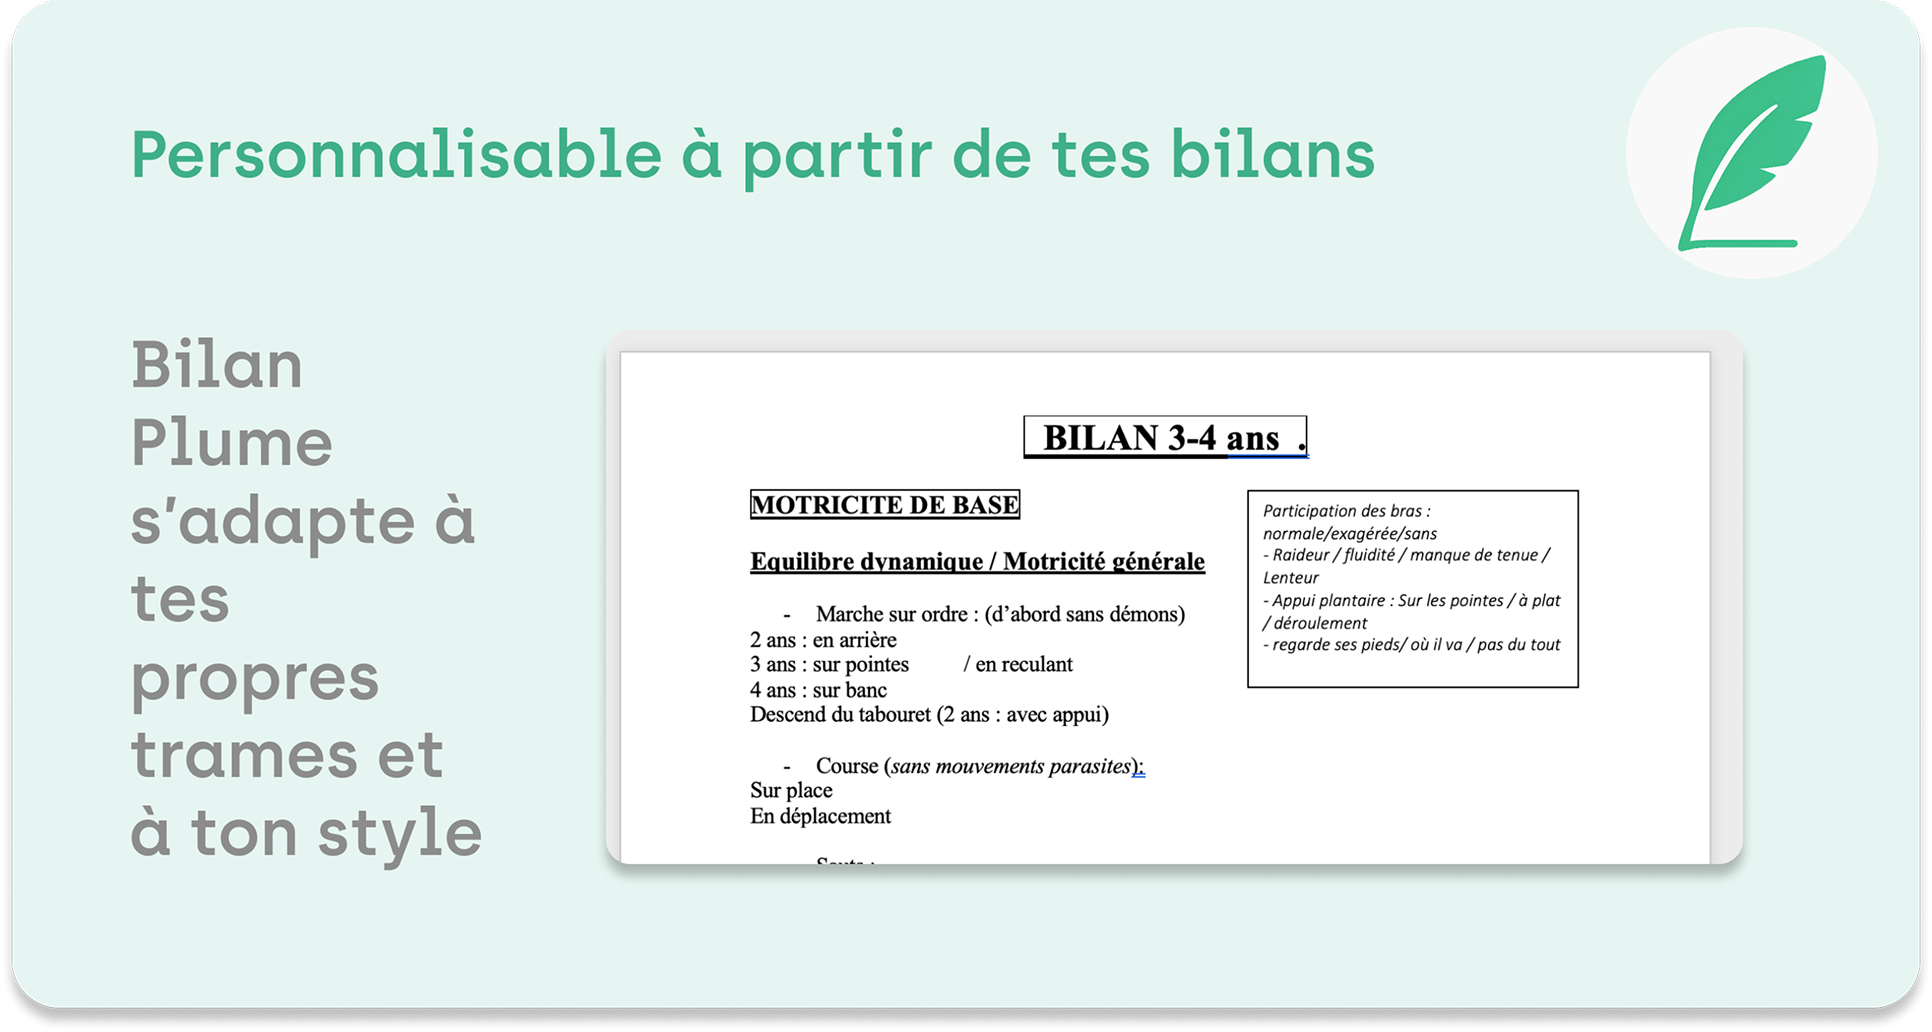 Personnalisable à partir de tes bilans
Bilan
Plume
s'adapte à
tes
propres
trames et
à ton style
BILAN 3-4 ans .
MOTRICITE DE BASE
Equilibre dynamique / Motricité générale
- Marche sur ordre : (d'abord sans démons)
2 ans : en arrière
3 ans : sur pointes / en reculant
4 ans : sur banc
Descend du tabouret (2 ans : avec appui)
- Course (sans mouvements parasites):
Sur place
En déplacement
Participation des bras :
normale/exagérée/sans
- Raideur / fluidité / manque de tenue /
Lenteur
- Appui plantaire : Sur les pointes / à plat
/ déroulement
- regarde ses pieds/ où il va / pas du tout